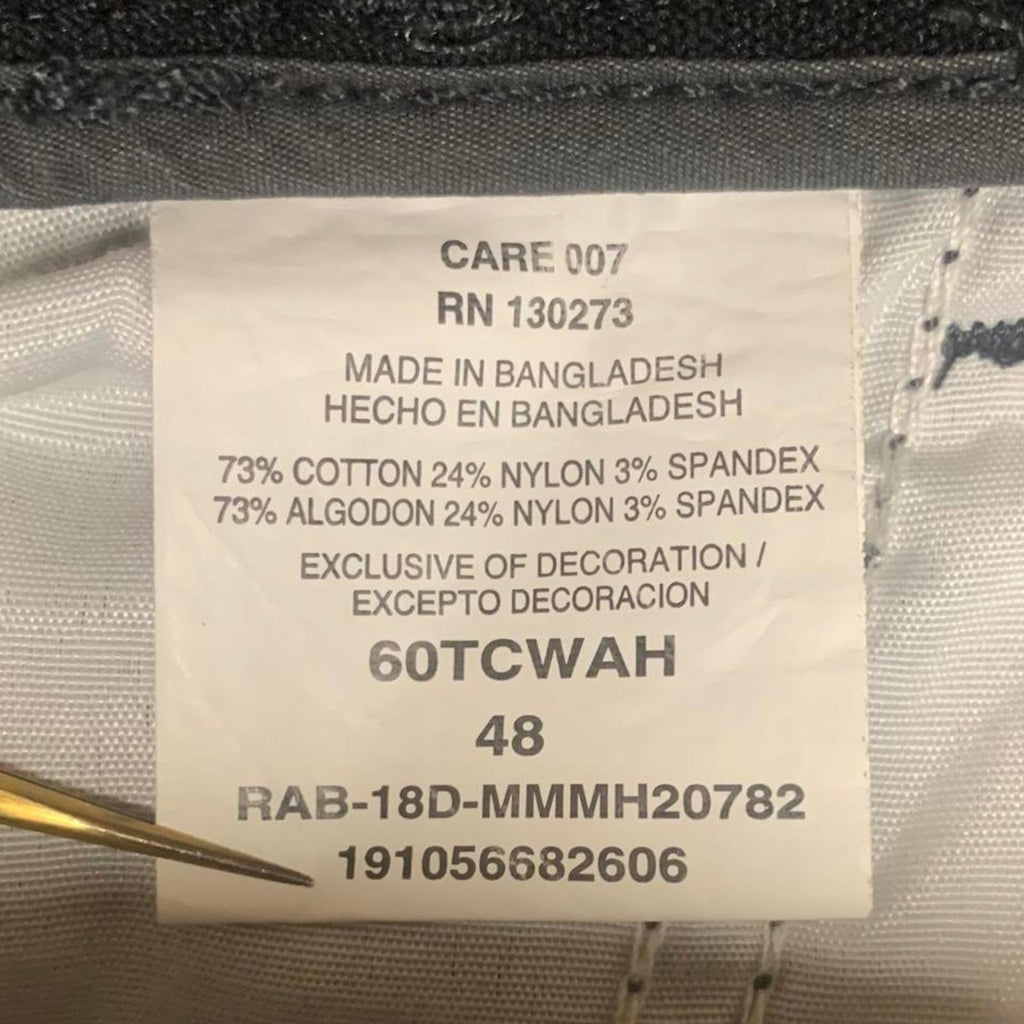 CARE 007
RN 130273
MADE IN BANGLADESH
HECHO EN BANGLADESH
73% COTTON 24% NYLON 3% SPANDEX
73% ALGODON 24% NYLON 3% SPANDEX
EXCLUSIVE OF DECORATION /
EXCEPTO DECORACION
60TCWAH
48
RAB-18D-MMMH20782
191056682606